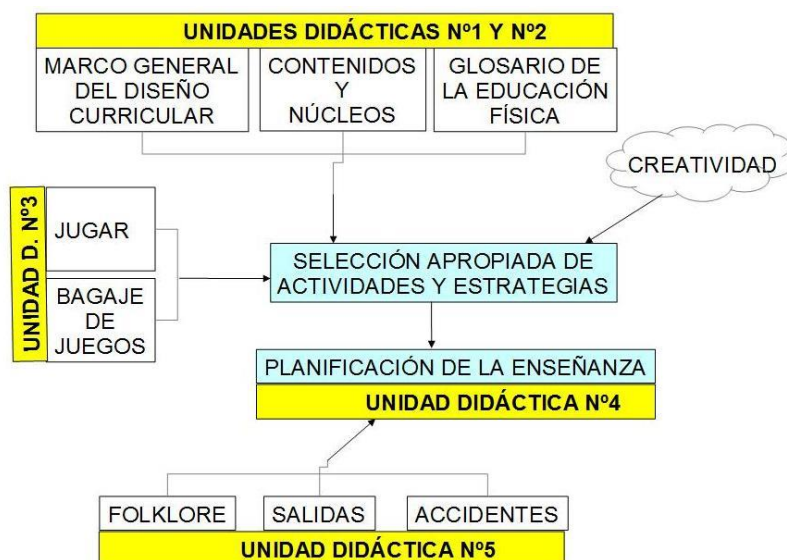 UNIDADES DIDÁCTICAS Nº1 Y Nº2
MARCO GENERAL
DEL DISEÑO
CURRICULAR
CONTENIDOS
Y
NÚCLEOS
GLOSARIO DE
LA EDUCACIÓN
FÍSICA
CREATIVIDAD
UNIDAD D. Nº3
JUGAR
BAGAJE
DE
JUEGOS
SELECCIÓN APROPIADA DE
ACTIVIDADES Y ESTRATEGIAS
PLANIFICACIÓN DE LA ENSEÑANZA
UNIDAD DIDÁCTICA Nº4
FOLKLORE
SALIDAS
ACCIDENTES
UNIDAD DIDÁCTICA Nº5